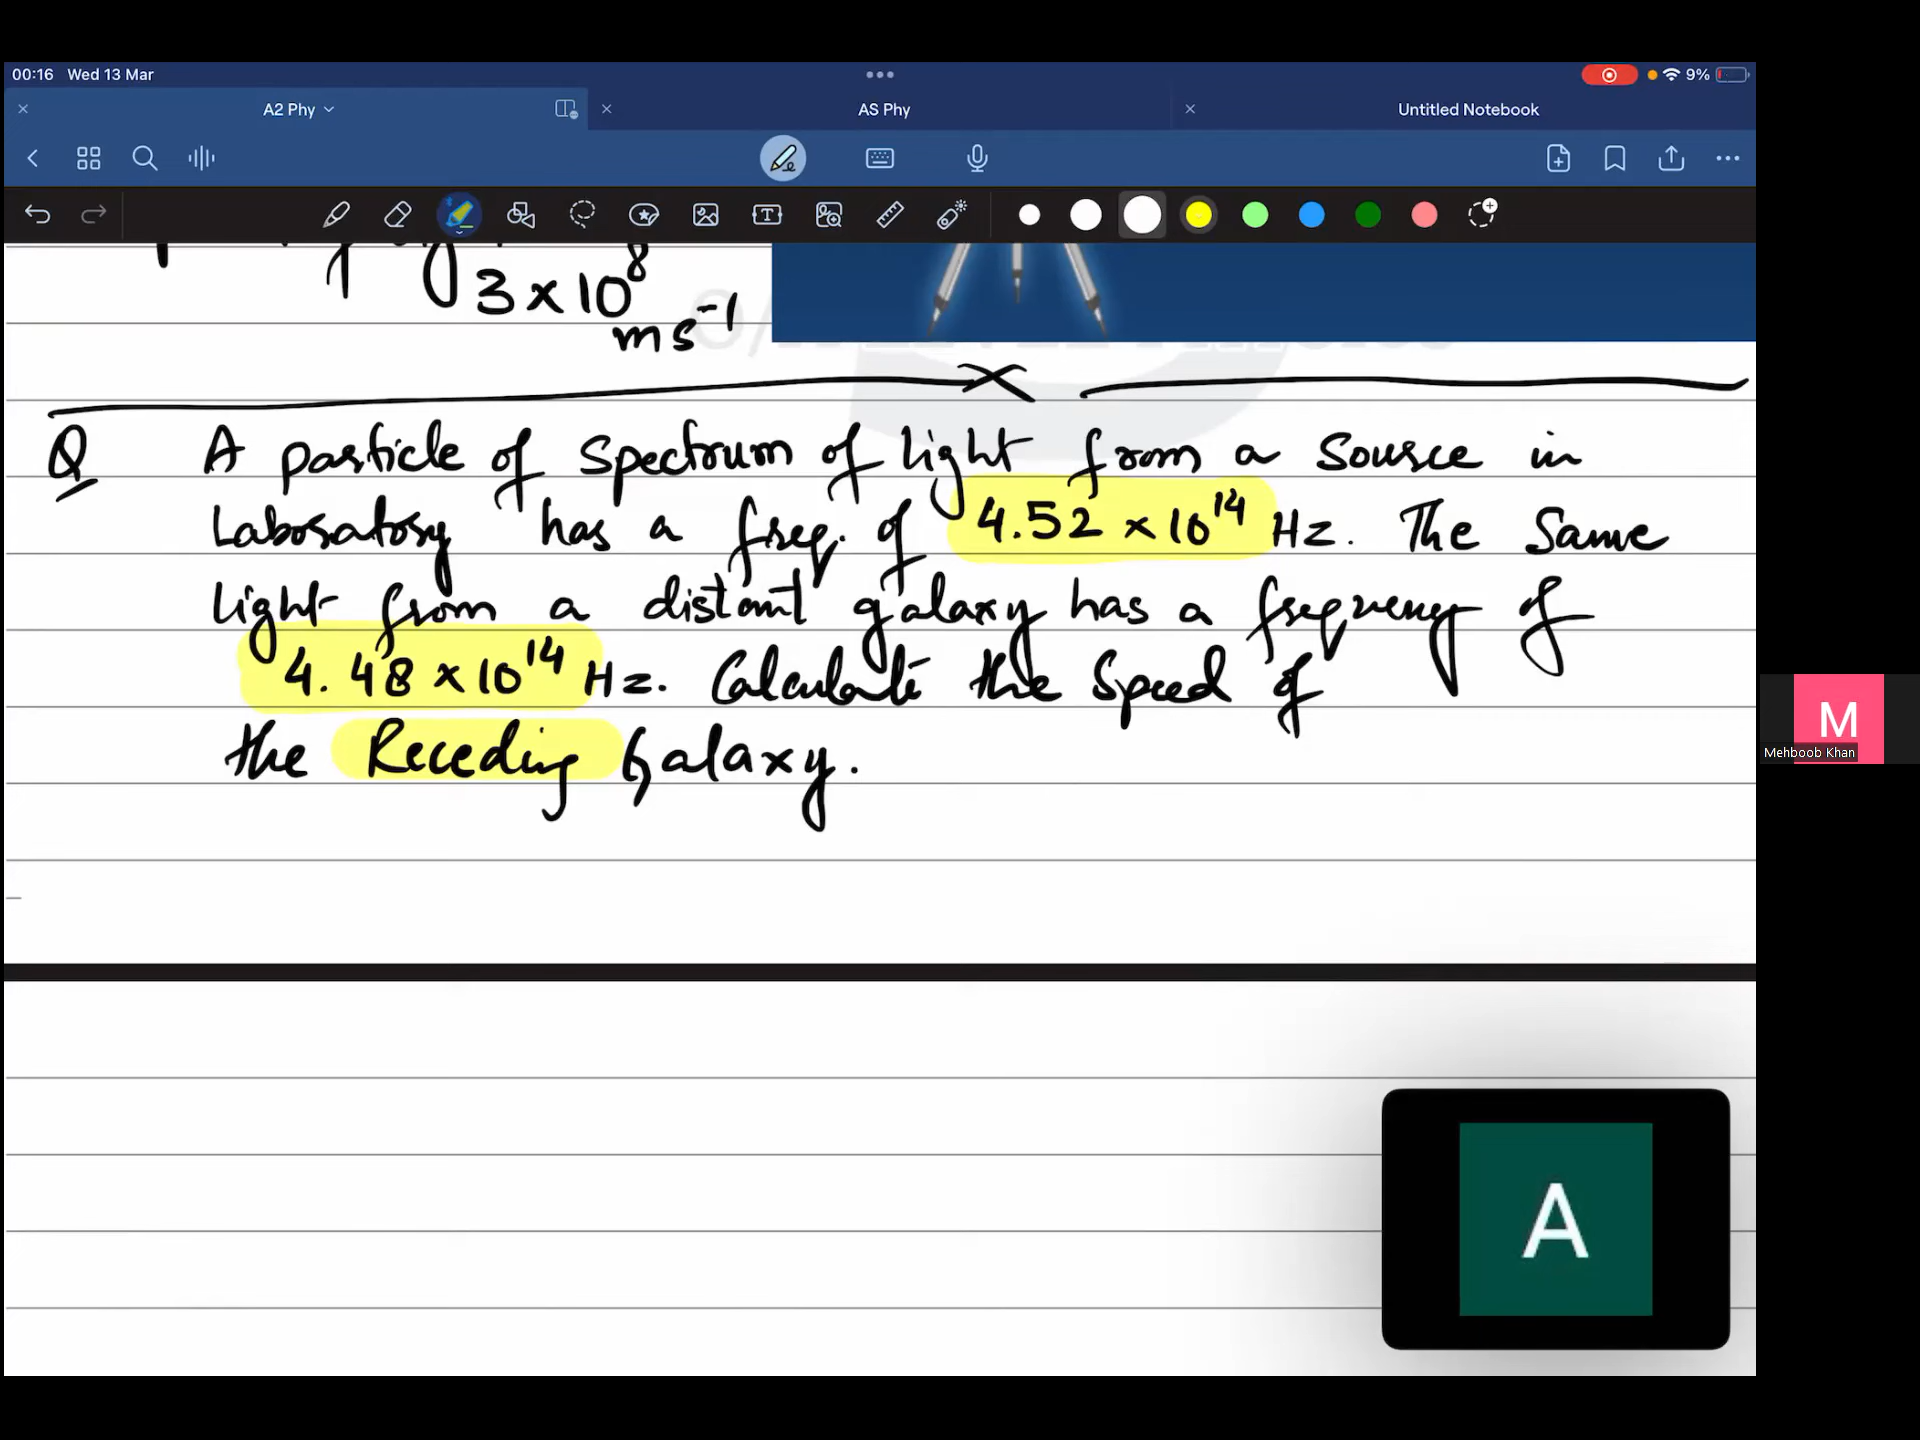 00:16 Wed 13 Mar
9%
A2 Phy
AS Phy
Untitled Notebook
3 × 10⁸
ms⁻¹
Q A particle of spectrum of light from a source in
Laboratory has a freq. of 4.52 × 10¹⁴ Hz. The same
light from a distant galaxy has a frequency of
4.48 × 10¹⁴ Hz. Calculate the speed of
the Receding Galaxy.
M
Mehboob Khan
A